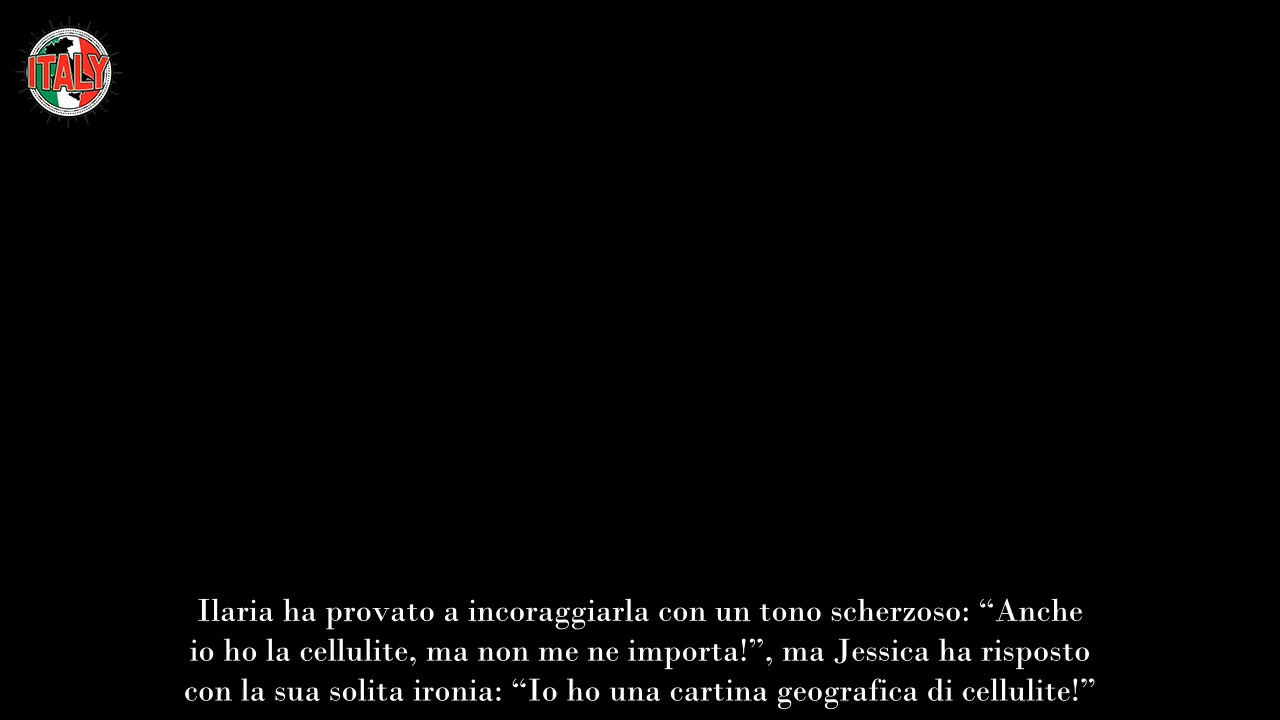 ITALY
Ilaria ha provato a incoraggiarla con un tono scherzoso: “Anche
io ho la cellulite, ma non me ne importa!”, ma Jessica ha risposto
con la sua solita ironia: “Io ho una cartina geografica di cellulite!”